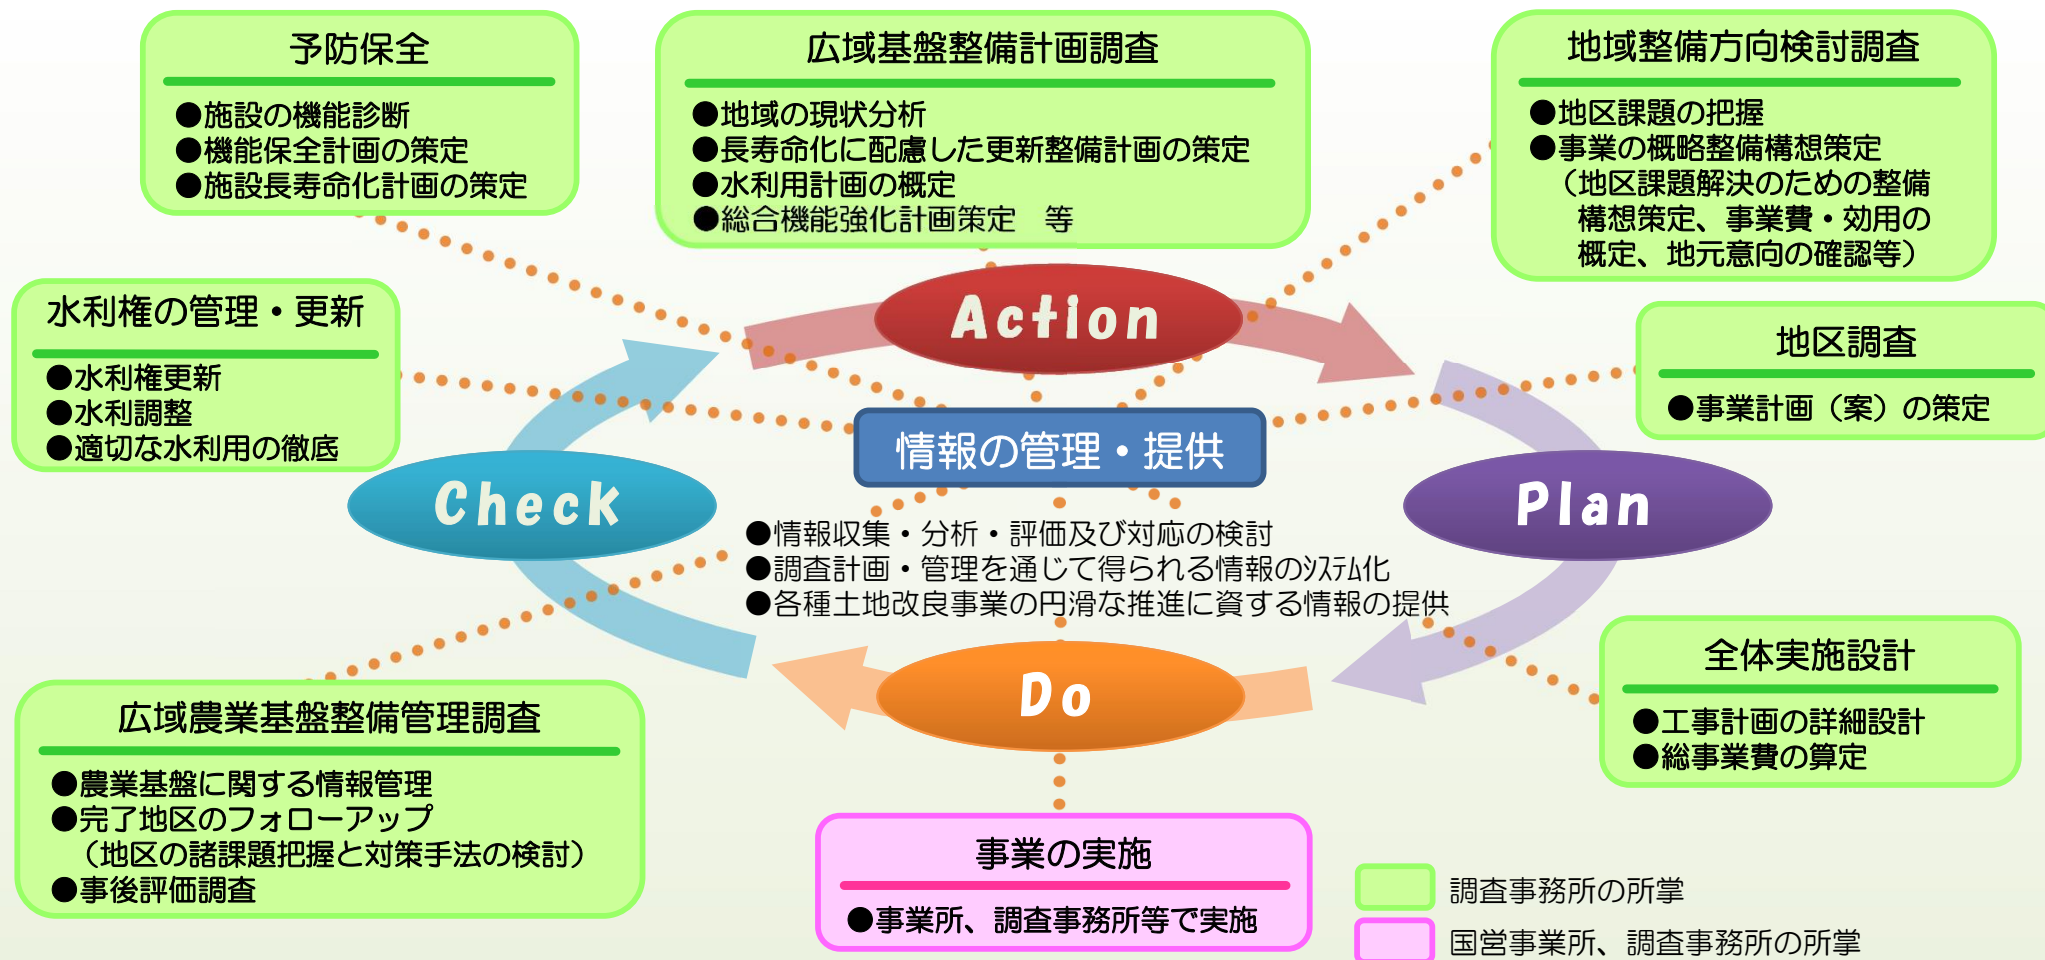 予防保全
●施設の機能診断
●機能保全計画の策定
●施設長寿命化計画の策定
広域基盤整備計画調査
●地域の現状分析
●長寿命化に配慮した更新整備計画の策定
●水利用計画の概定
●総合機能強化計画策定　等
地域整備方向検討調査
●地区課題の把握
●事業の概略整備構想策定
（地区課題解決のための整備
構想策定、事業費・効用の
概定、地元意向の確認等）
水利権の管理・更新
●水利権更新
●水利調整
●適切な水利用の徹底
Action
地区調査
●事業計画（案）の策定
情報の管理・提供
Check
Plan
●情報収集・分析・評価及び対応の検討
●調査計画・管理を通じて得られる情報のｼｽﾃﾑ化
●各種土地改良事業の円滑な推進に資する情報の提供
全体実施設計
●工事計画の詳細設計
●総事業費の算定
Do
広域農業基盤整備管理調査
●農業基盤に関する情報管理
●完了地区のフォローアップ
（地区の諸課題把握と対策手法の検討）
●事後評価調査
事業の実施
●事業所、調査事務所等で実施
調査事務所の所掌
国営事業所、調査事務所の所掌